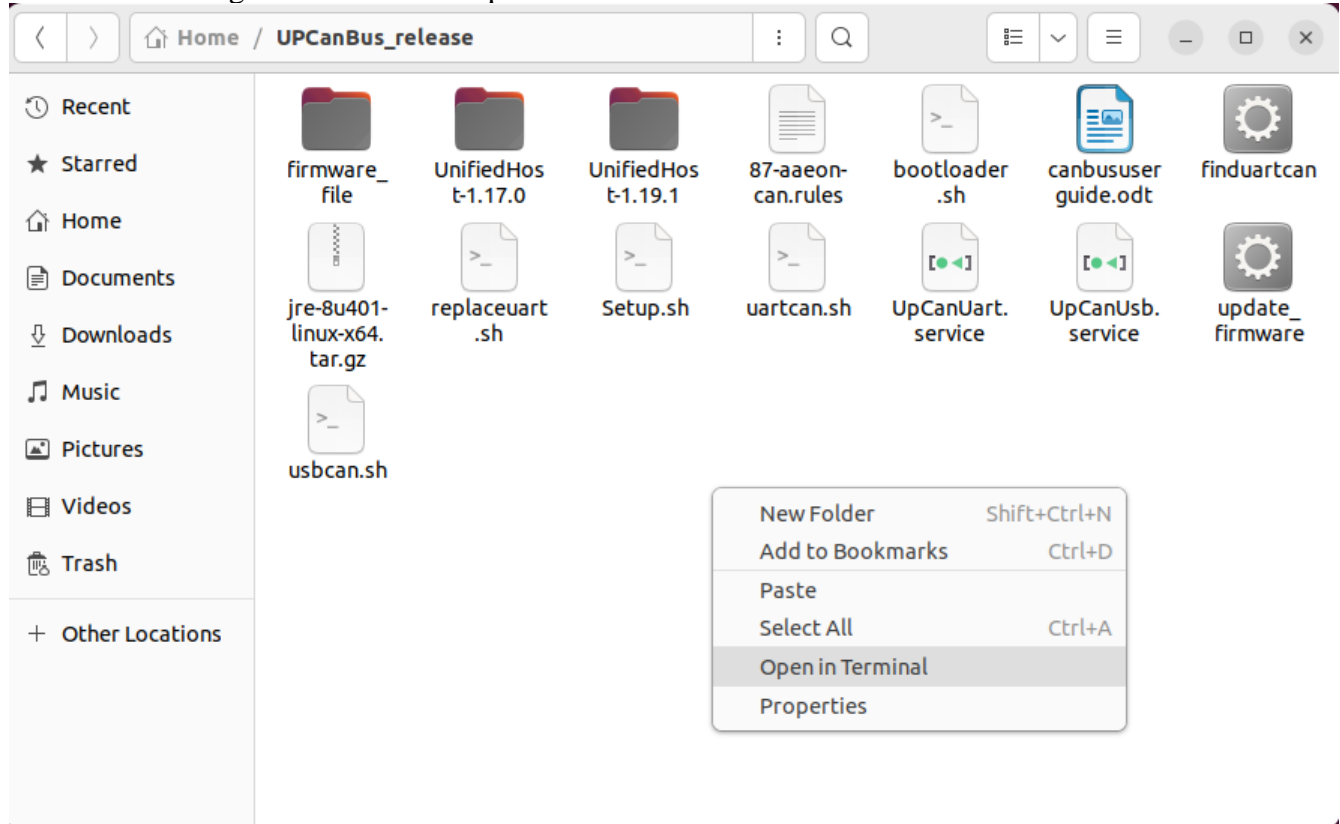 Home / UPCanBus_release
Recent
Starred
Home
Documents
Downloads
Music
Pictures
Videos
Trash
+ Other Locations
firmware_
file
UnifiedHos
t-1.17.0
UnifiedHos
t-1.19.1
87-aaeon-
can.rules
bootloader
.sh
canbususer
guide.odt
finduartcan
jre-8u401-
linux-x64.
tar.gz
replaceuart
.sh
Setup.sh
uartcan.sh
UpCanUart.
service
UpCanUsb.
service
update_
firmware
usbcan.sh
New Folder Shift+Ctrl+N
Add to Bookmarks Ctrl+D
Paste
Select All Ctrl+A
Open in Terminal
Properties